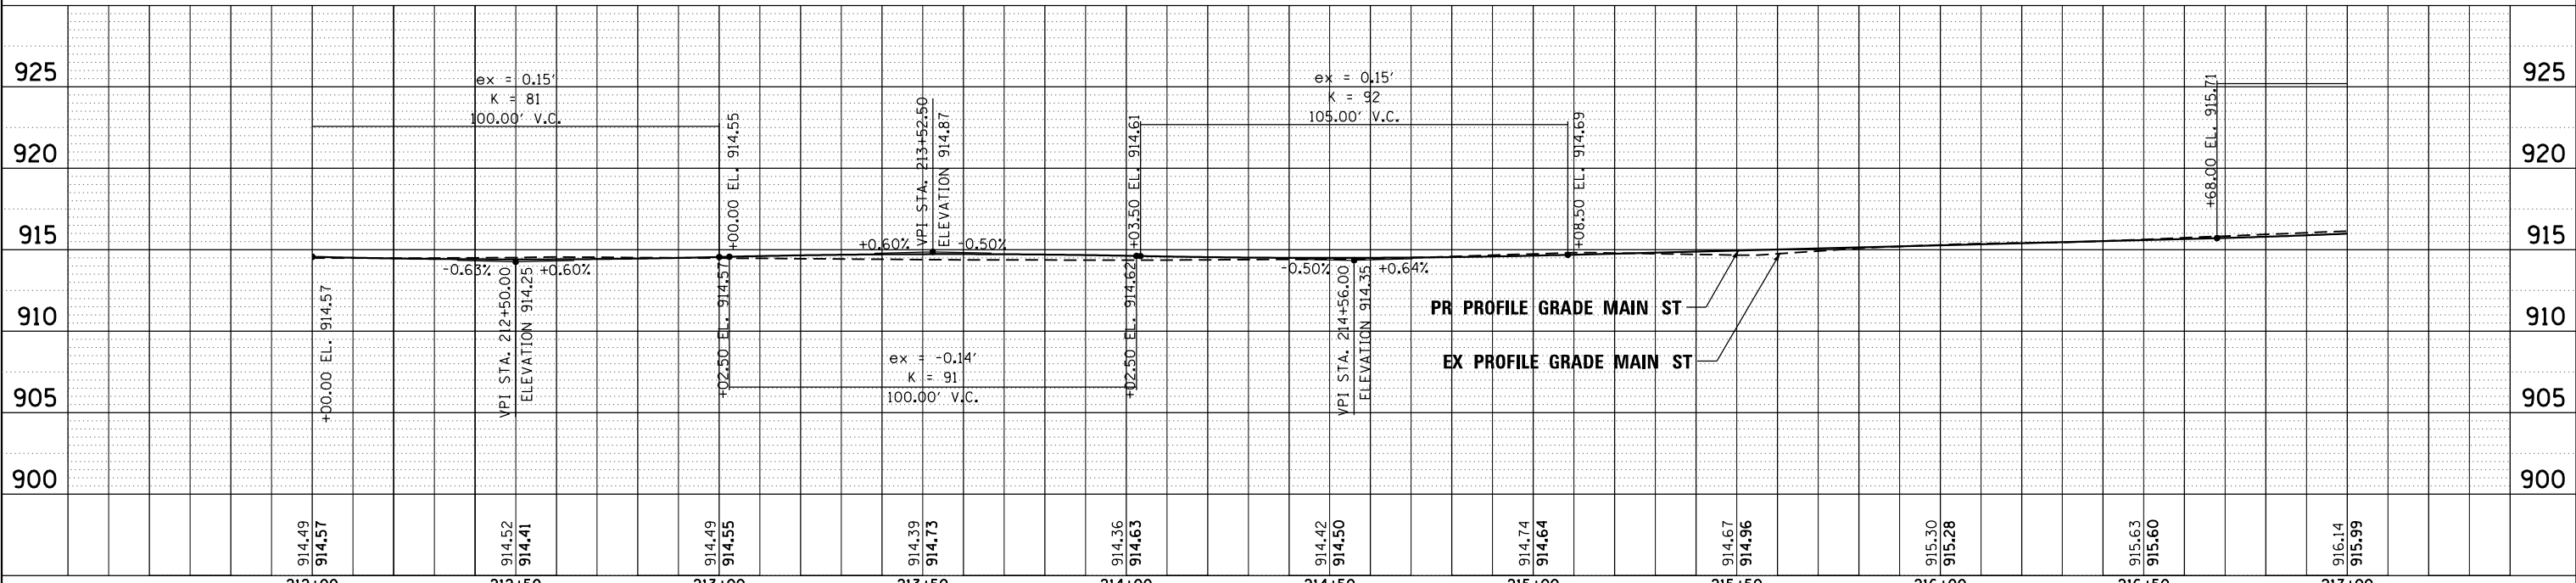 925
925
920
920
915
915
910
910
905
905
900
900
ex = 0.15'
K = 81
100.00' V.C.
ex = 0.15'
K = 92
105.00' V.C.
ex = -0.14'
K = 91
100.00' V.C.
+00.00 EL. 914.57
-0.63%
+0.60%
VPI STA. 212+50.00
ELEVATION 914.25
+00.00 EL. 914.55
+02.50 EL. 914.57
+0.60%
-0.50%
VPI STA. 213+52.50
ELEVATION 914.87
+03.50 EL. 914.61
+02.50 EL. 914.62
-0.50%
+0.64%
VPI STA. 214+56.00
ELEVATION 914.35
+08.50 EL. 914.69
+68.00 EL. 915.71
PR PROFILE GRADE MAIN ST
EX PROFILE GRADE MAIN ST
914.49
914.57
914.52
914.41
914.49
914.55
914.39
914.73
914.36
914.63
914.42
914.50
914.74
914.64
914.67
914.96
915.30
915.28
915.63
915.60
916.14
915.99